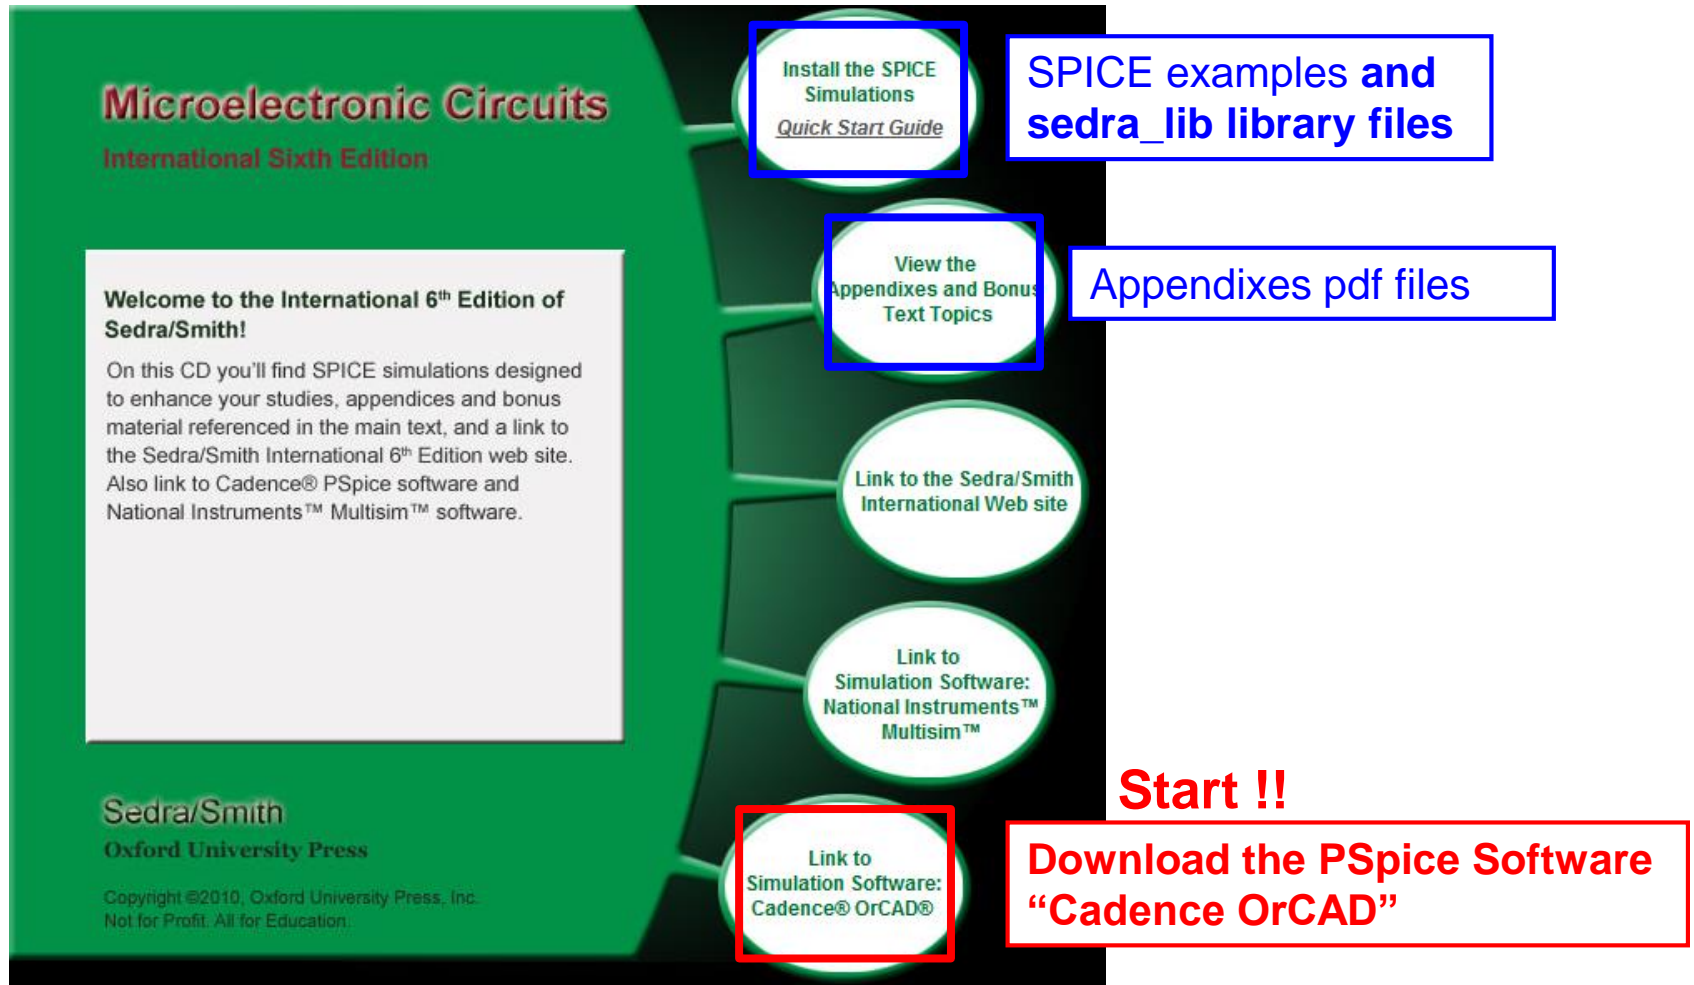 Microelectronic Circuits
International Sixth Edition
Welcome to the International 6th Edition of
Sedra/Smith!
On this CD you'll find SPICE simulations designed
to enhance your studies, appendices and bonus
material referenced in the main text, and a link to
the Sedra/Smith International 6th Edition web site.
Also link to Cadence® PSpice software and
National Instruments™ Multisim™ software.
Sedra/Smith
Oxford University Press
Copyright ©2010, Oxford University Press, Inc.
Not for Profit. All for Education.
Install the SPICE
Simulations
Quick Start Guide
SPICE examples and
sedra_lib library files
View the
Appendixes and Bonus
Text Topics
Appendixes pdf files
Link to the Sedra/Smith
International Web site
Link to
Simulation Software:
National Instruments™
Multisim™
Link to
Simulation Software:
Cadence® OrCAD®
Start !!
Download the PSpice Software
“Cadence OrCAD”